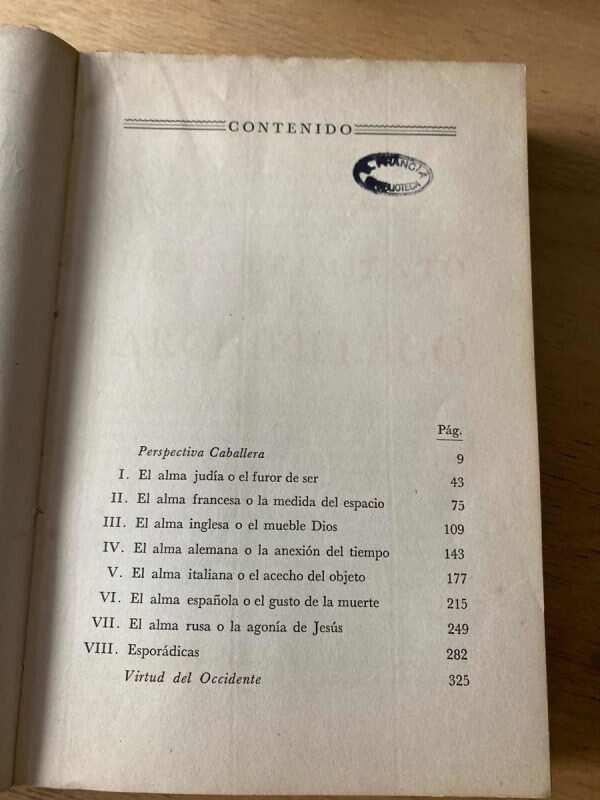 CONTENIDO
FRANCIA
BIBLIOTECA
Pág.
Perspectiva Caballera 9
I. El alma judía o el furor de ser 43
II. El alma francesa o la medida del espacio 75
III. El alma inglesa o el mueble Dios 109
IV. El alma alemana o la anexión del tiempo 143
V. El alma italiana o el acecho del objeto 177
VI. El alma española o el gusto de la muerte 215
VII. El alma rusa o la agonía de Jesús 249
VIII. Esporádicas 282
Virtud del Occidente 325